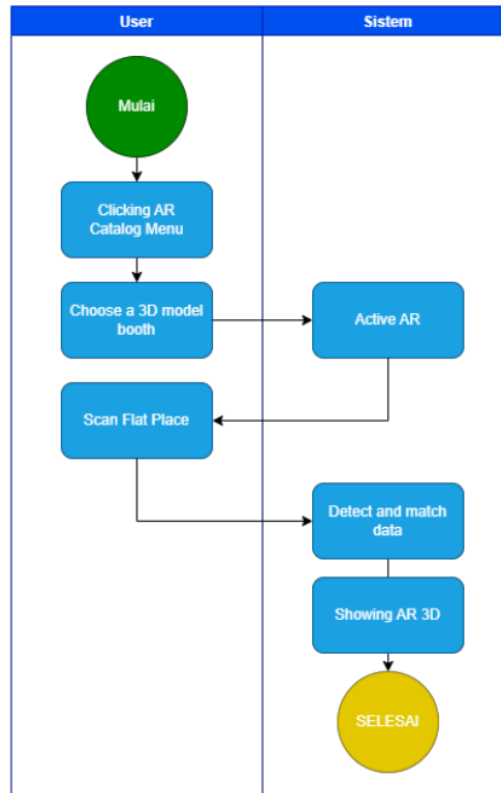 User
Sistem
Mulai
Clicking AR
Catalog Menu
Choose a 3D model
booth
Active AR
Scan Flat Place
Detect and match
data
Showing AR 3D
SELESAI